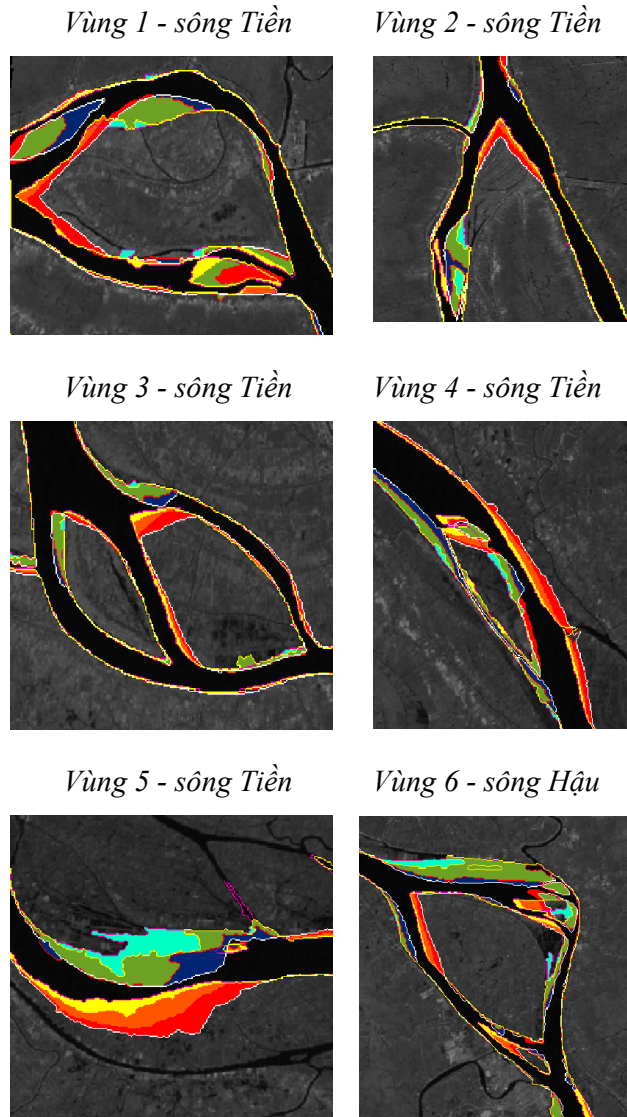 Vùng 1 - sông Tiền
Vùng 2 - sông Tiền
Vùng 3 - sông Tiền
Vùng 4 - sông Tiền
Vùng 5 - sông Tiền
Vùng 6 - sông Hậu